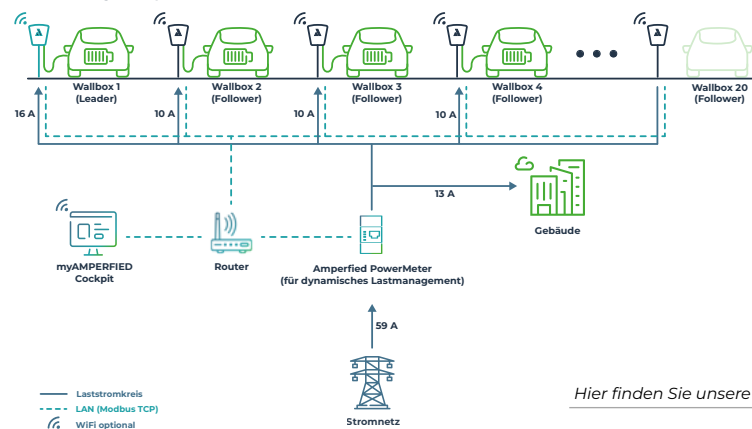 Wallbox 1
(Leader)
Wallbox 2
(Follower)
Wallbox 3
(Follower)
Wallbox 4
(Follower)
Wallbox 20
(Follower)
16 A
10 A
10 A
10 A
13 A
Gebäude
myAMPERFIED
Cockpit
Router
Amperfied PowerMeter
(für dynamisches Lastmanagement)
59 A
Stromnetz
Laststromkreis
LAN (Modbus TCP)
WiFi optional
Hier finden Sie unsere